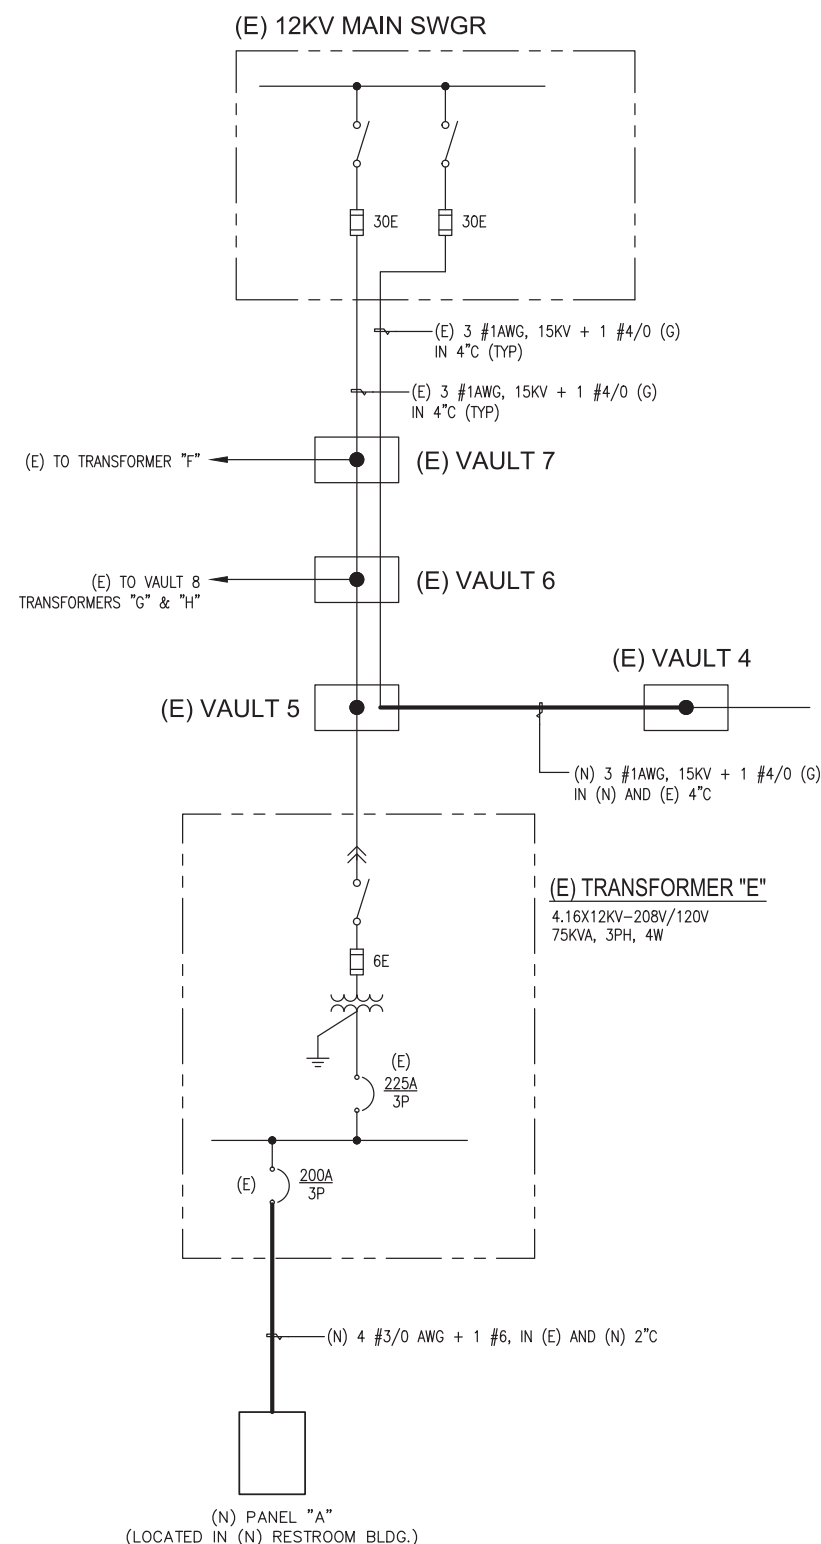 (E) 12KV MAIN SWGR
30E
30E
(E) 3 #1AWG, 15KV + 1 #4/0 (G)
IN 4"C (TYP)
(E) 3 #1AWG, 15KV + 1 #4/0 (G)
IN 4"C (TYP)
(E) TO TRANSFORMER "F"
(E) VAULT 7
(E) TO VAULT 8
TRANSFORMERS "G" & "H"
(E) VAULT 6
(E) VAULT 4
(E) VAULT 5
(N) 3 #1AWG, 15KV + 1 #4/0 (G)
IN (N) AND (E) 4"C
(E) TRANSFORMER "E"
4.16X12KV-208V/120V
75KVA, 3PH, 4W
6E
(E)
225A
3P
(E)
200A
3P
(N) 4 #3/0 AWG + 1 #6, IN (E) AND (N) 2"C
(N) PANEL "A"
(LOCATED IN (N) RESTROOM BLDG.)